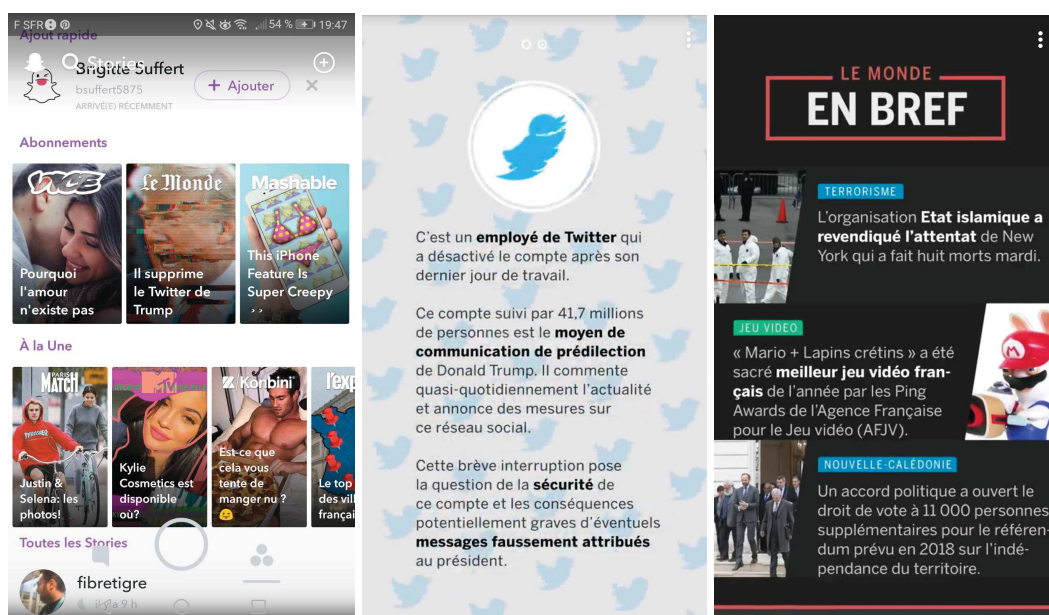 F SFR
54 %
19:47
Ajout rapide
Stories
Brigitte Suffert
bsuffert5875
ARRIVÉ(E) RÉCEMMENT
+ Ajouter
Abonnements
VICE
Pourquoi
l'amour
n'existe pas
Le Monde
Il supprime
le Twitter de
Trump
Mashable
This iPhone
Feature Is
Super Creepy
À la Une
PARIS
MATCH
THRASHER
Justin &
Selena: les
photos!
MTV
Kylie
Cosmetics est
disponible
où?
Konbini
Est-ce que
cela vous
tente de
manger nu ?
l'exp
Le top
des vill
françai
Toutes les Stories
fibretigre
il y a 9 h
C'est un employé de Twitter qui
a désactivé le compte après son
dernier jour de travail.
Ce compte suivi par 41,7 millions
de personnes est le moyen de
communication de prédilection
de Donald Trump. Il commente
quasi-quotidiennement l'actualité
et annonce des mesures sur
ce réseau social.
Cette brève interruption pose
la question de la sécurité de
ce compte et les conséquences
potentiellement graves d'éventuels
messages faussement attribués
au président.
LE MONDE
EN BREF
TERRORISME
L'organisation Etat islamique a
revendiqué l'attentat de New
York qui a fait huit morts mardi.
JEU VIDEO
« Mario + Lapins crétins » a été
sacré meilleur jeu vidéo fran-
çais de l'année par les Ping
Awards de l'Agence Française
pour le Jeu vidéo (AFJV).
NOUVELLE-CALÉDONIE
Un accord politique a ouvert le
droit de vote à 11 000 personnes
supplémentaires pour le référen-
dum prévu en 2018 sur l'indé-
pendance du territoire.